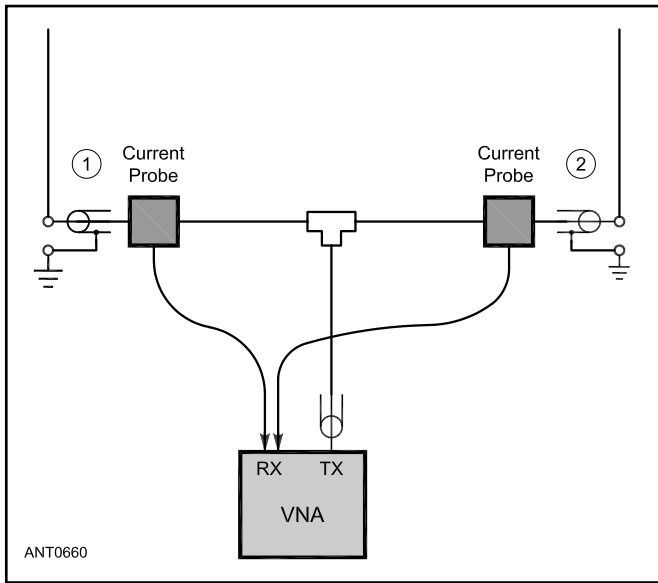 1
Current
Probe
Current
Probe
2
RX
TX
VNA
ANT0660